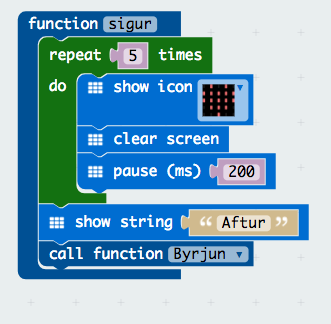 function sigur
repeat 5 times
do show icon
clear screen
pause (ms) 200
show string “ Aftur ”
call function Byrjun